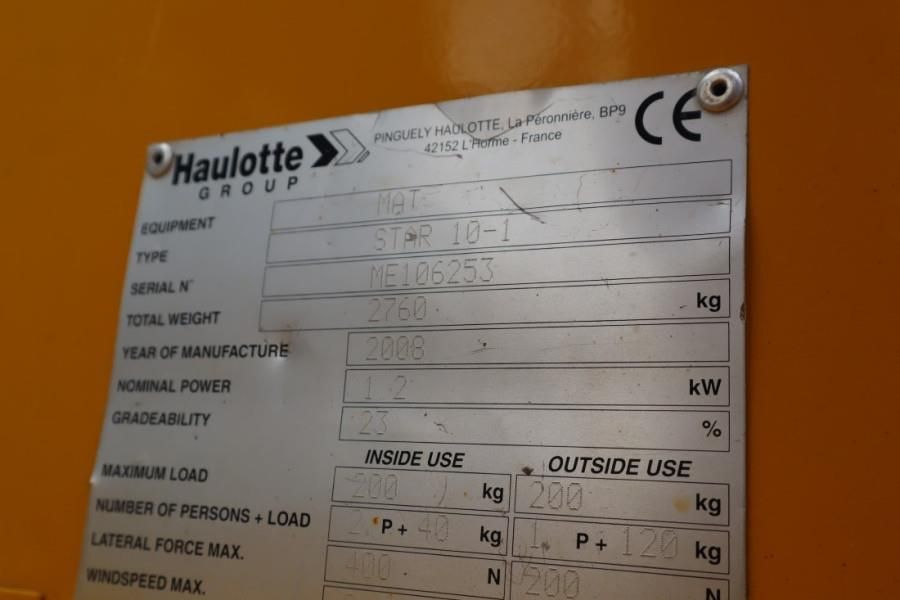 Haulotte
GROUP
PINGUELY HAULOTTE, La Péronnière, BP9
42152 L'Horme - France
CE
EQUIPMENT MAT
TYPE STAR 10-1
SERIAL N° ME106253
TOTAL WEIGHT 2760 kg
YEAR OF MANUFACTURE 2008
NOMINAL POWER 1 2 kW
GRADEABILITY 23 %
INSIDE USE OUTSIDE USE
MAXIMUM LOAD 200 kg 200 kg
NUMBER OF PERSONS + LOAD 2 P + 40 kg 1 P + 120 kg
LATERAL FORCE MAX. 400 N 200 N
WINDSPEED MAX.